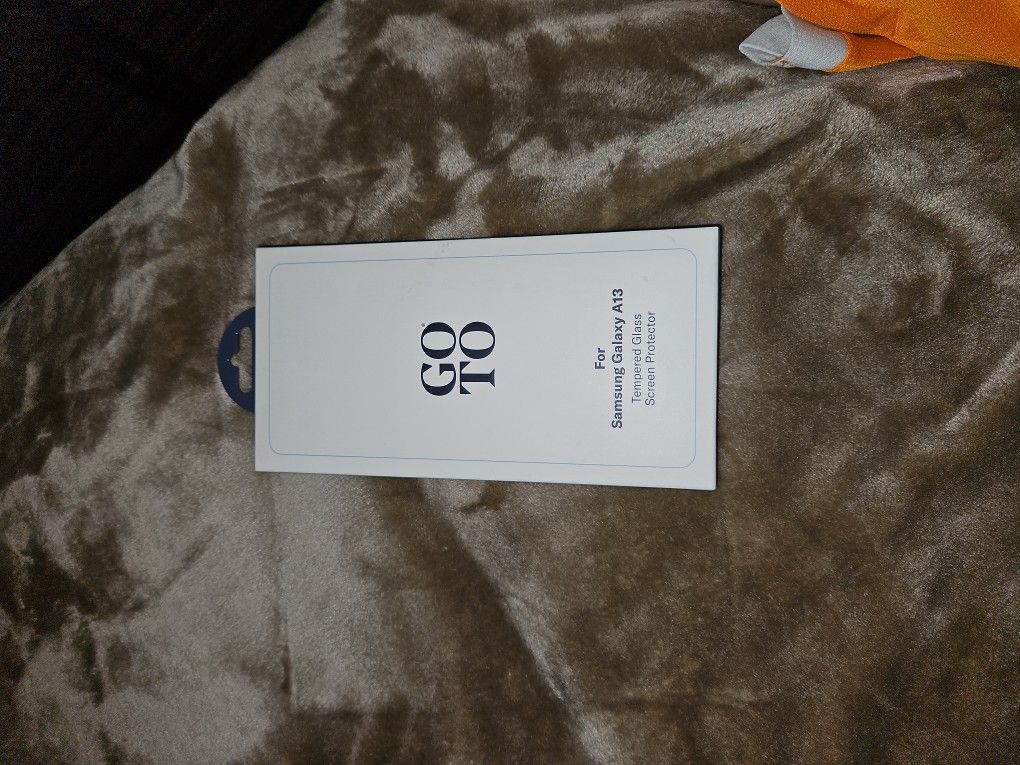 GO
TO
For
Samsung Galaxy A13
Tempered Glass
Screen Protector